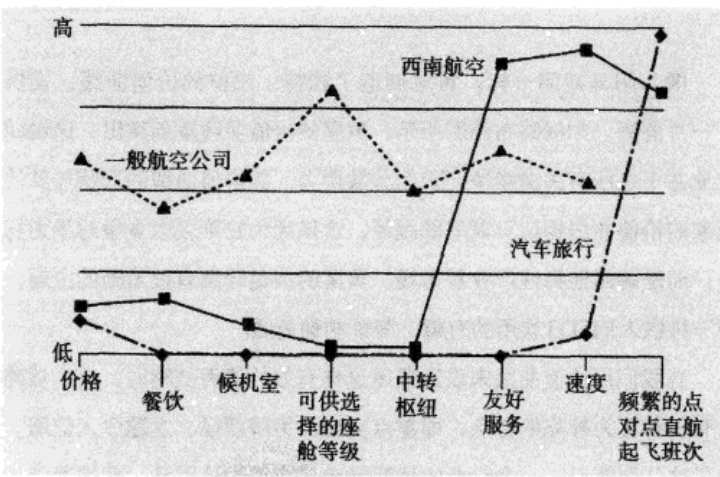 高
西南航空
一般航空公司
汽车旅行
低
价格
餐饮
候机室
可供选
择的座
舱等级
中转
枢纽
友好
服务
速度
频繁的点
对点直航
起飞班次